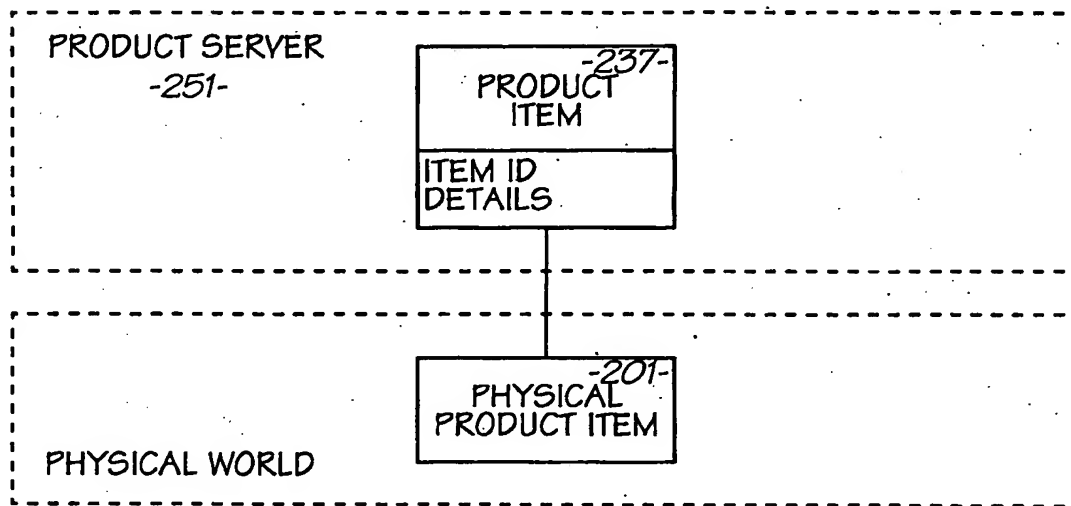 PRODUCT SERVER
-251-
-237-
PRODUCT
ITEM
ITEM ID
DETAILS
-201-
PHYSICAL
PRODUCT ITEM
PHYSICAL WORLD